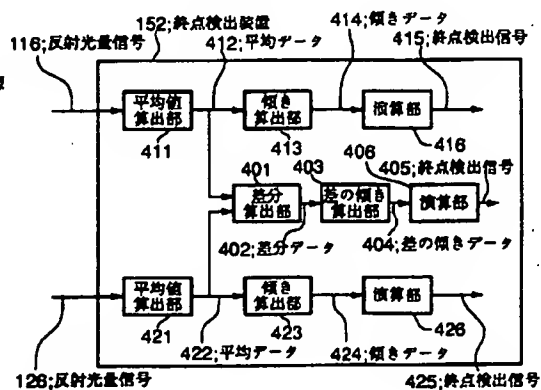 152;終点検出装置
412;平均データ
414;傾きデータ
415;終点検出信号
116;反射光量信号
平均値
算出部
411
傾き
算出部
413
演算部
416
401
差分
算出部
403
差の傾き
算出部
406
演算部
405;終点検出信号
402;差分データ
404;差の傾きデータ
平均値
算出部
421
傾き
算出部
423
演算部
426
422;平均データ
424;傾きデータ
126;反射光量信号
425;終点検出信号